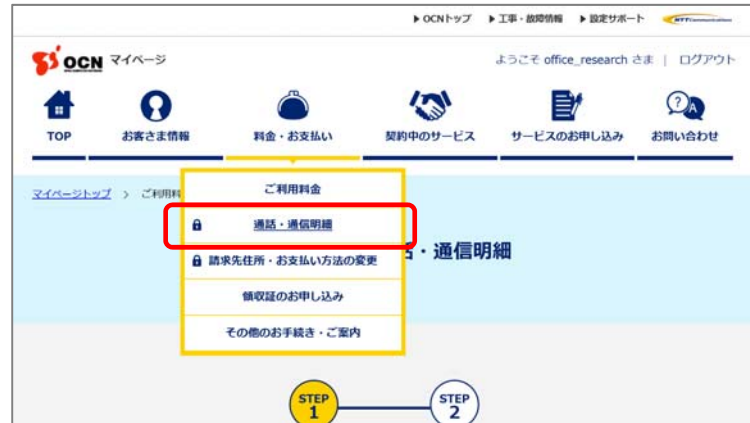 ▶ OCNトップ ▶ 工事・故障情報 ▶ 設定サポート NTT Communications
OCN マイページ ようこそ office_research さま | ログアウト
TOP お客さま情報 料金・お支払い 契約中のサービス サービスのお申し込み お問い合わせ
マイページトップ > ご利用料
ご利用料金
通話・通信明細
請求先住所・お支払い方法の変更
領収証のお申し込み
その他のお手続き・ご案内
・通信明細
STEP 1 STEP 2